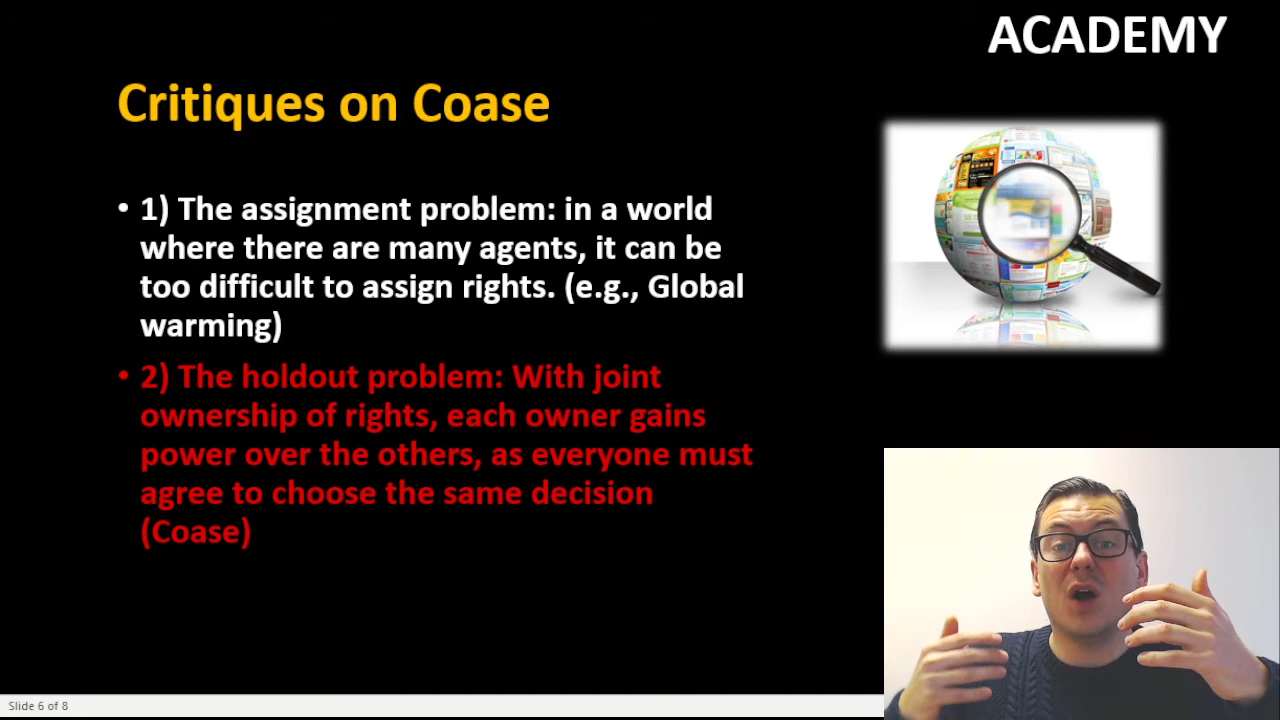 ACADEMY
Critiques on Coase
• 1) The assignment problem: in a world
where there are many agents, it can be
too difficult to assign rights. (e.g., Global
warming)
• 2) The holdout problem: With joint
ownership of rights, each owner gains
power over the others, as everyone must
agree to choose the same decision
(Coase)
Slide 6 of 8